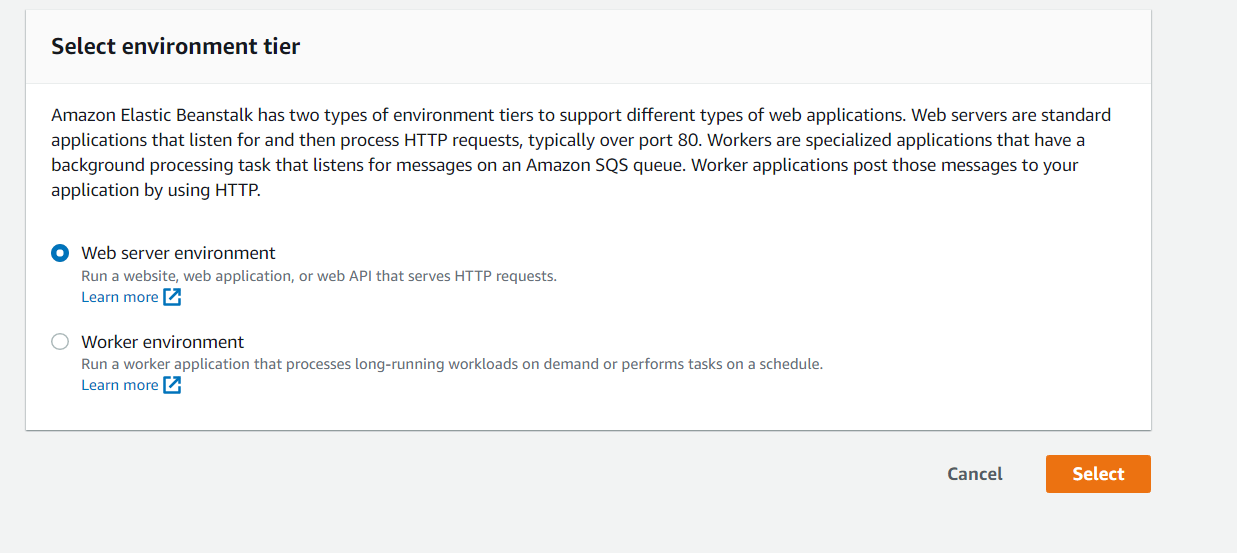 Select environment tier
Amazon Elastic Beanstalk has two types of environment tiers to support different types of web applications. Web servers are standard
applications that listen for and then process HTTP requests, typically over port 80. Workers are specialized applications that have a
background processing task that listens for messages on an Amazon SQS queue. Worker applications post those messages to your
application by using HTTP.
Web server environment
Run a website, web application, or web API that serves HTTP requests.
Learn more
Worker environment
Run a worker application that processes long-running workloads on demand or performs tasks on a schedule.
Learn more
Cancel Select